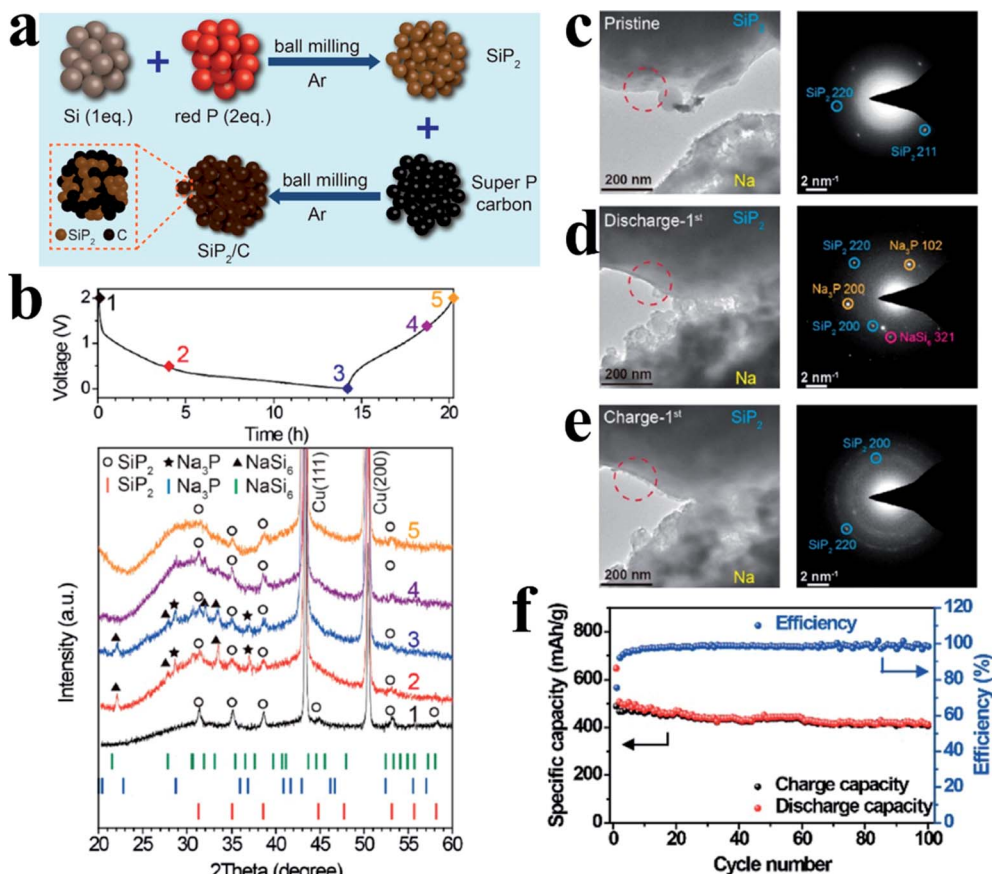 a
Si (1eq.)
+
red P (2eq.)
ball milling
Ar
SiP2
+
Super P
carbon
ball milling
Ar
SiP2/C
SiP2 C
b
Voltage (V)
2
1
0
1
2
3
4
5
0 5 10 15 20
Time (h)
SiP2 Na3P NaSi6
SiP2 Na3P NaSi6
Cu(111)
Cu(200)
5
4
3
2
1
Intensity (a.u.)
20 30 40 50 60
2Theta (degree)
c
Pristine
SiP2
200 nm
Na
SiP2 220
SiP2 211
2 nm-1
d
Discharge-1st
SiP2
200 nm
Na
SiP2 220
Na3P 102
Na3P 200
SiP2 200
NaSi6 321
2 nm-1
e
Charge-1st
SiP2
200 nm
Na
SiP2 200
SiP2 220
2 nm-1
f
Specific capacity (mAh/g)
800
600
400
200
0
Efficiency
Charge capacity
Discharge capacity
120
100
80
60
40
20
0
Efficiency (%)
0 20 40 60 80 100
Cycle number